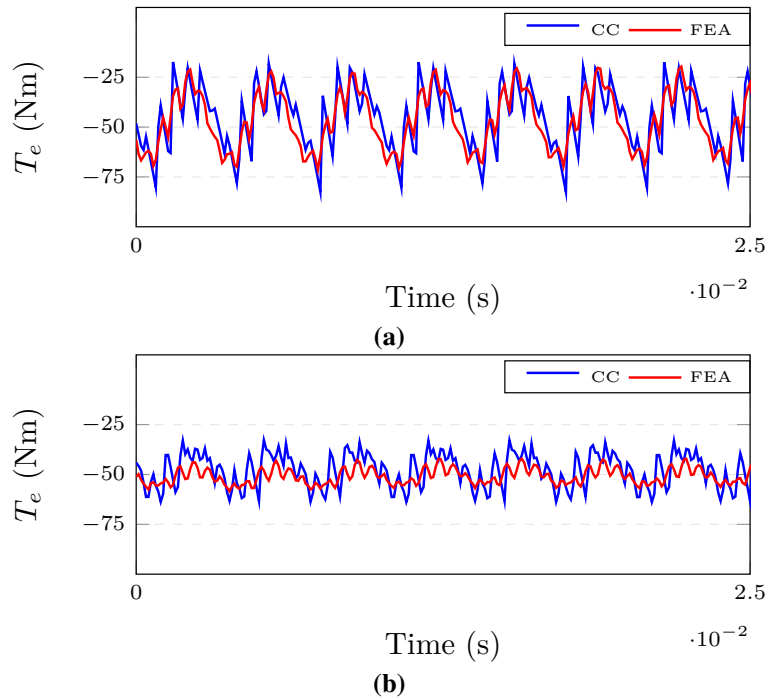 CC FEA
−25
−50
−75
T_e (Nm)
0
2.5
Time (s)
·10⁻²
(a)
CC FEA
−25
−50
−75
T_e (Nm)
0
2.5
Time (s)
·10⁻²
(b)